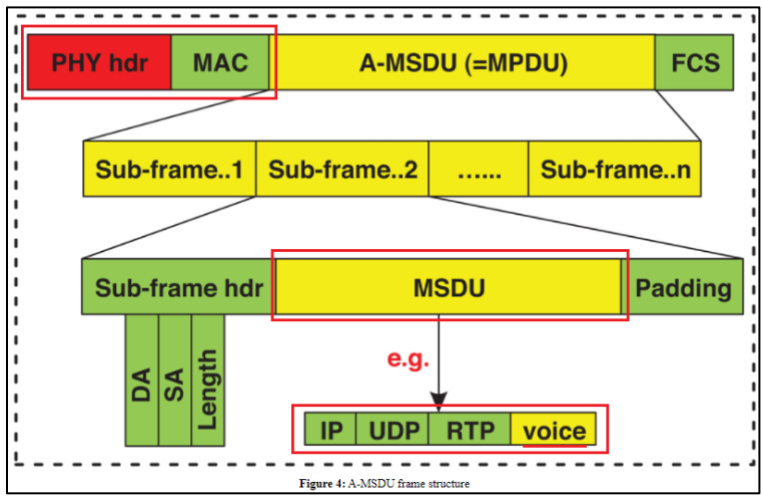 PHY hdr MAC A-MSDU (=MPDU) FCS
Sub-frame..1 Sub-frame..2 ...... Sub-frame..n
Sub-frame hdr MSDU Padding
DA SA Length
e.g.
IP UDP RTP voice
Figure 4: A-MSDU frame structure